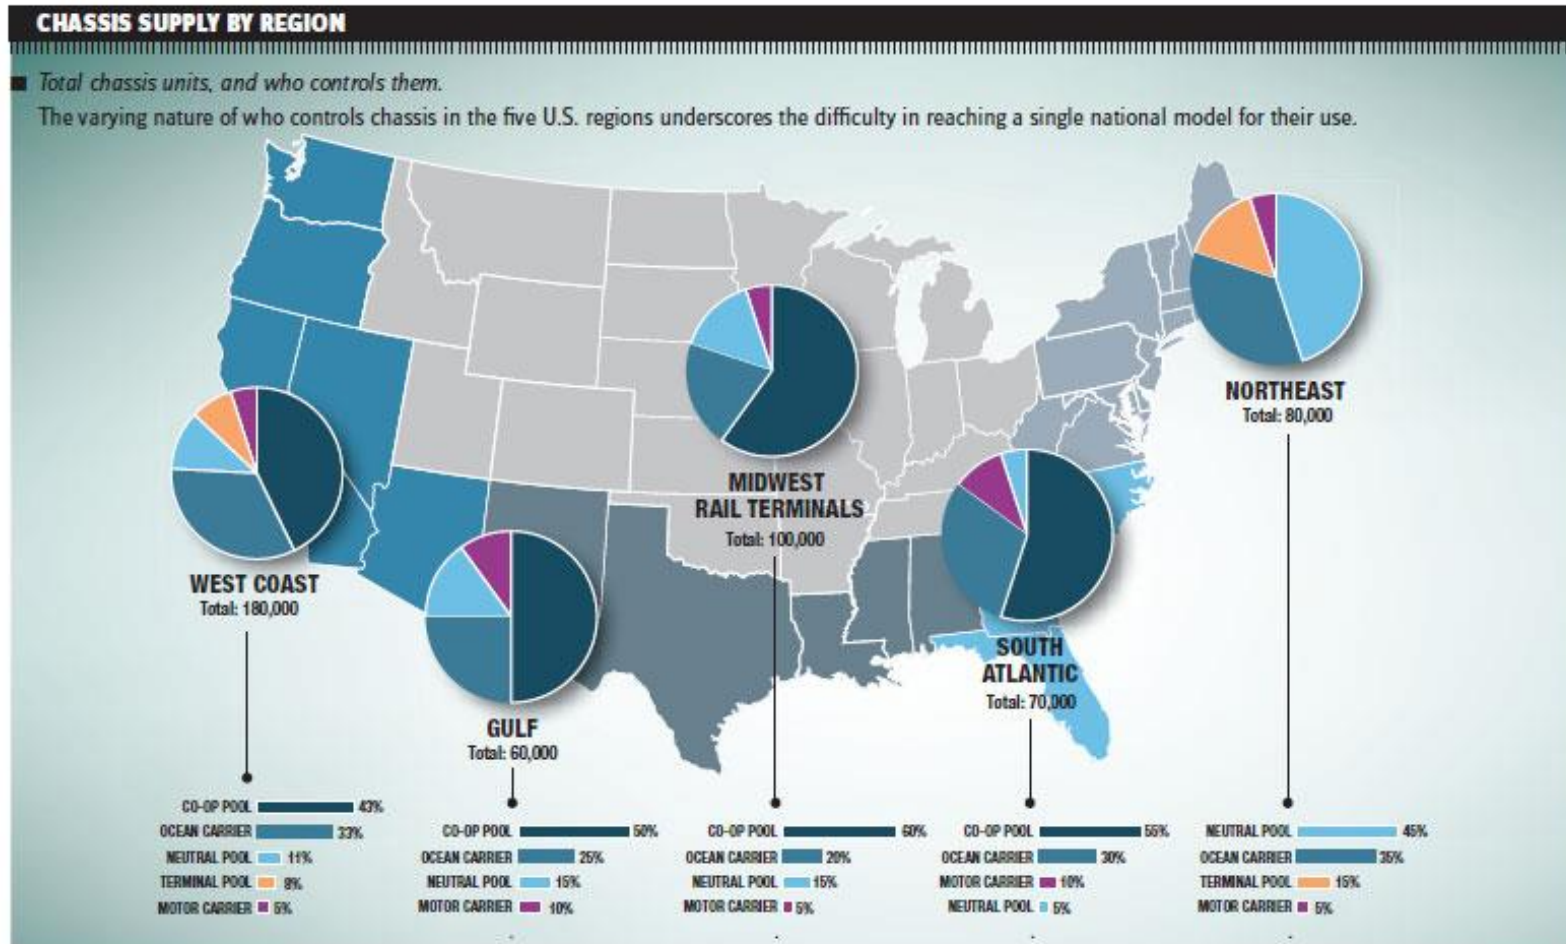 CHASSIS SUPPLY BY REGION
Total chassis units, and who controls them.
The varying nature of who controls chassis in the five U.S. regions underscores the difficulty in reaching a single national model for their use.
NORTHEAST
Total: 80,000
MIDWEST
RAIL TERMINALS
Total: 100,000
WEST COAST
Total: 180,000
SOUTH
ATLANTIC
Total: 70,000
GULF
Total: 60,000
CO-OP POOL 43%
OCEAN CARRIER 33%
NEUTRAL POOL 11%
TERMINAL POOL 8%
MOTOR CARRIER 5%
CO-OP POOL 50%
OCEAN CARRIER 25%
NEUTRAL POOL 15%
MOTOR CARRIER 10%
CO-OP POOL 60%
OCEAN CARRIER 20%
NEUTRAL POOL 15%
MOTOR CARRIER 5%
CO-OP POOL 55%
OCEAN CARRIER 30%
MOTOR CARRIER 10%
NEUTRAL POOL 5%
NEUTRAL POOL 45%
OCEAN CARRIER 35%
TERMINAL POOL 15%
MOTOR CARRIER 5%